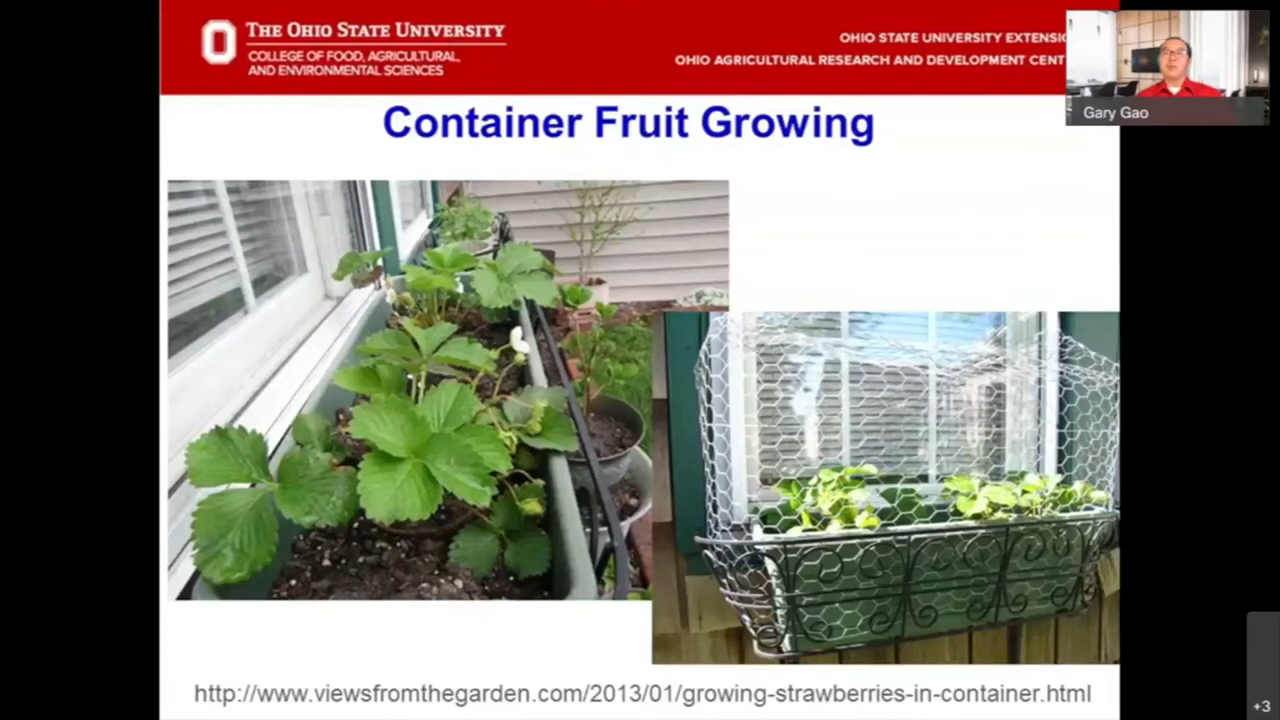 THE OHIO STATE UNIVERSITY
COLLEGE OF FOOD, AGRICULTURAL,
AND ENVIRONMENTAL SCIENCES
OHIO STATE UNIVERSITY EXTENSIO
OHIO AGRICULTURAL RESEARCH AND DEVELOPMENT CENT
Gary Gao
Container Fruit Growing
http://www.viewsfromthegarden.com/2013/01/growing-strawberries-in-container.html
+3